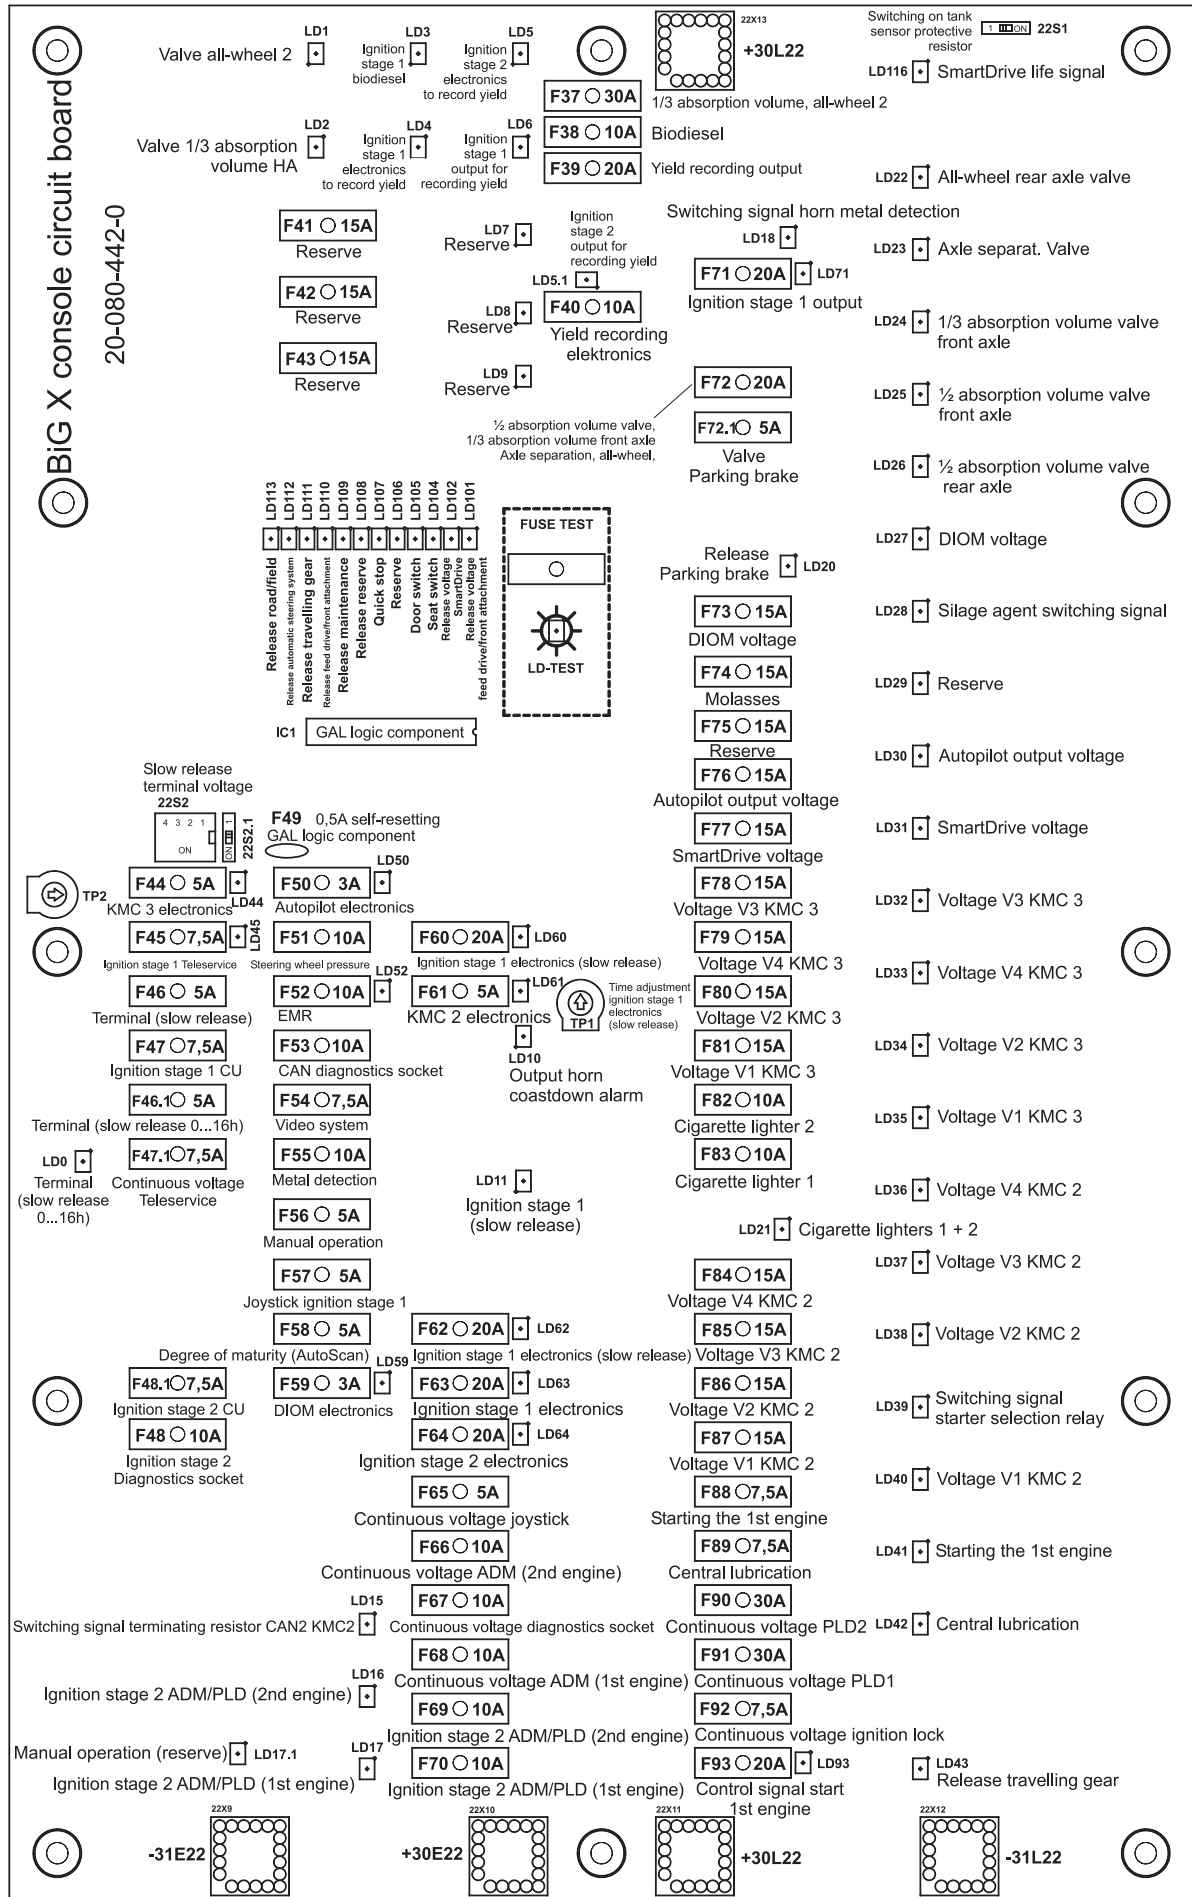 BiG X console circuit board
20-080-442-0
Valve all-wheel 2
LD1
LD3
Ignition
stage 1
biodiesel
LD5
Ignition
stage 2
electronics
to record yield
22X13
+30L22
Switching on tank
sensor protective
resistor
1 ON
22S1
LD116 SmartDrive life signal
F37 30A
1/3 absorption volume, all-wheel 2
Valve 1/3 absorption
volume HA
LD2
LD4
Ignition
stage 1
electronics
to record yield
LD6
Ignition
stage 1
output for
recording yield
F38 10A
Biodiesel
F39 20A
Yield recording output
LD22 All-wheel rear axle valve
F41 15A
Reserve
F42 15A
Reserve
F43 15A
Reserve
LD7
Reserve
LD8
Reserve
LD9
Reserve
Ignition
stage 2
output for
recording yield
LD5.1
F40 10A
Yield recording
elektronics
Switching signal horn metal detection
LD18
F71 20A
LD71
Ignition stage 1 output
LD23 Axle separat. Valve
LD24 1/3 absorption volume valve
front axle
F72 20A
½ absorption volume valve,
1/3 absorption volume front axle
Axle separation, all-wheel,
F72.1 5A
Valve
Parking brake
LD25 ½ absorption volume valve
front axle
LD26 ½ absorption volume valve
rear axle
LD113
LD112
LD111
LD110
LD109
LD108
LD107
LD106
LD105
LD104
LD102
LD101
Release road/field
Release automatic steering system
Release travelling gear
Release feed drive/front attachment
Release maintenance
Release reserve
Quick stop
Reserve
Door switch
Seat switch
Release voltage
SmartDrive
Release voltage
feed drive/front attachment
FUSE TEST
LD-TEST
IC1 GAL logic component
LD27 DIOM voltage
Release
Parking brake
LD20
F73 15A
DIOM voltage
LD28 Silage agent switching signal
F74 15A
Molasses
LD29 Reserve
F75 15A
Reserve
F76 15A
Autopilot output voltage
LD30 Autopilot output voltage
F77 15A
SmartDrive voltage
LD31 SmartDrive voltage
Slow release
terminal voltage
22S2
4 3 2 1
ON
1
ON
22S2.1
F49 0,5A self-resetting
GAL logic component
TP2
F44 5A
LD44
KMC 3 electronics
F50 3A
LD50
Autopilot electronics
F78 15A
Voltage V3 KMC 3
LD32 Voltage V3 KMC 3
F45 7,5A
LD45
Ignition stage 1 Teleservice
F51 10A
Steering wheel pressure
F60 20A
LD60
Ignition stage 1 electronics (slow release)
F79 15A
Voltage V4 KMC 3
LD33 Voltage V4 KMC 3
F46 5A
Terminal (slow release)
F52 10A
LD52
EMR
F61 5A
LD61
KMC 2 electronics
TP1
Time adjustment
ignition stage 1
electronics
(slow release)
F80 15A
Voltage V2 KMC 3
LD34 Voltage V2 KMC 3
F47 7,5A
Ignition stage 1 CU
F53 10A
CAN diagnostics socket
LD10
Output horn
coastdown alarm
F81 15A
Voltage V1 KMC 3
F46.1 5A
Terminal (slow release 0...16h)
F54 7,5A
Video system
F82 10A
Cigarette lighter 2
LD35 Voltage V1 KMC 3
LD0
Terminal
(slow release
0...16h)
F47.1 7,5A
Continuous voltage
Teleservice
F55 10A
Metal detection
LD11
Ignition stage 1
(slow release)
F83 10A
Cigarette lighter 1
LD36 Voltage V4 KMC 2
F56 5A
Manual operation
LD21 Cigarette lighters 1 + 2
LD37 Voltage V3 KMC 2
F57 5A
Joystick ignition stage 1
F84 15A
Voltage V4 KMC 2
F58 5A
Degree of maturity (AutoScan)
F62 20A
LD62
Ignition stage 1 electronics (slow release)
F85 15A
Voltage V3 KMC 2
LD38 Voltage V2 KMC 2
F48.1 7,5A
Ignition stage 2 CU
F59 3A
LD59
DIOM electronics
F63 20A
LD63
Ignition stage 1 electronics
F86 15A
Voltage V2 KMC 2
LD39 Switching signal
starter selection relay
F48 10A
Ignition stage 2
Diagnostics socket
F64 20A
LD64
Ignition stage 2 electronics
F87 15A
Voltage V1 KMC 2
LD40 Voltage V1 KMC 2
F65 5A
Continuous voltage joystick
F88 7,5A
Starting the 1st engine
F66 10A
Continuous voltage ADM (2nd engine)
F89 7,5A
Central lubrication
LD41 Starting the 1st engine
LD15
Switching signal terminating resistor CAN2 KMC2
F67 10A
Continuous voltage diagnostics socket
F90 30A
Continuous voltage PLD2
LD42 Central lubrication
F68 10A
Continuous voltage ADM (1st engine)
F91 30A
Continuous voltage PLD1
LD16
Ignition stage 2 ADM/PLD (2nd engine)
F69 10A
Ignition stage 2 ADM/PLD (2nd engine)
F92 7,5A
Continuous voltage ignition lock
Manual operation (reserve)
LD17.1
LD17
Ignition stage 2 ADM/PLD (1st engine)
F70 10A
Ignition stage 2 ADM/PLD (1st engine)
F93 20A
LD93
Control signal start
1st engine
LD43
Release travelling gear
22X9
-31E22
22X10
+30E22
22X11
+30L22
22X12
-31L22